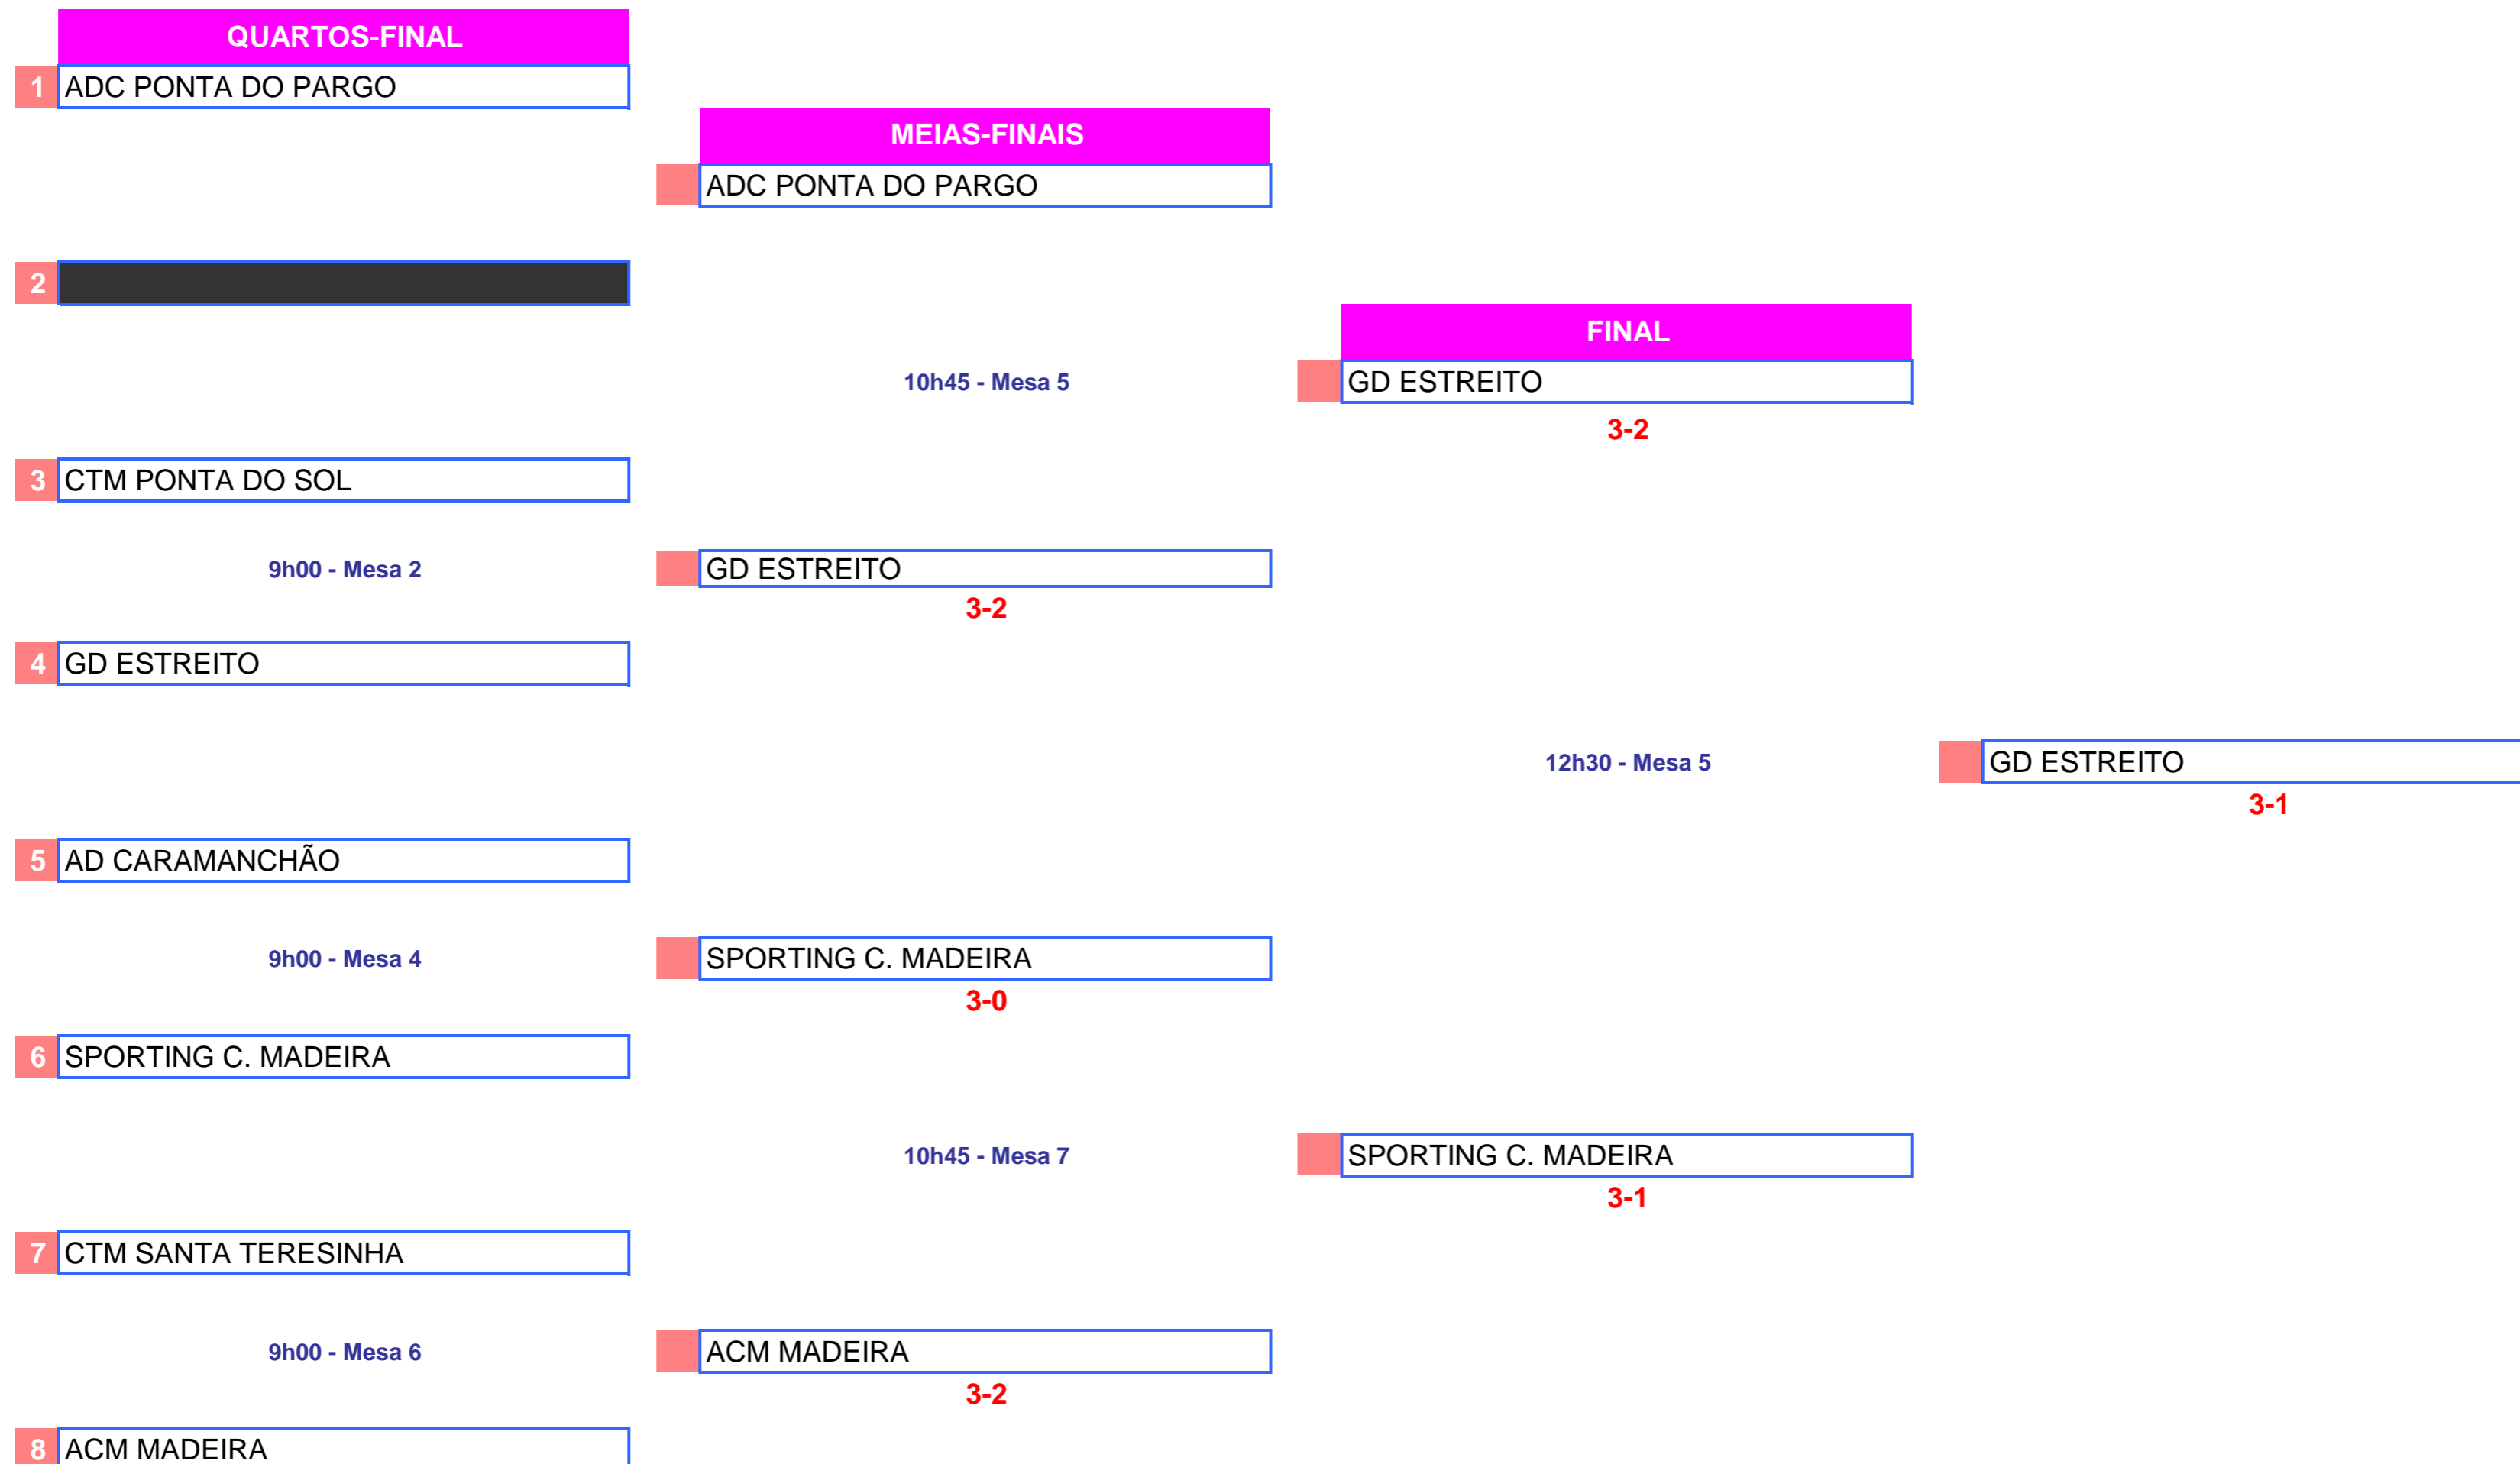 QUARTOS-FINAL
1 ADC PONTA DO PARGO
MEIAS-FINAIS
ADC PONTA DO PARGO
2
FINAL
10h45 - Mesa 5
GD ESTREITO
3-2
3 CTM PONTA DO SOL
9h00 - Mesa 2
GD ESTREITO
3-2
4 GD ESTREITO
12h30 - Mesa 5
GD ESTREITO
3-1
5 AD CARAMANCHÃO
9h00 - Mesa 4
SPORTING C. MADEIRA
3-0
6 SPORTING C. MADEIRA
10h45 - Mesa 7
SPORTING C. MADEIRA
3-1
7 CTM SANTA TERESINHA
9h00 - Mesa 6
ACM MADEIRA
3-2
8 ACM MADEIRA